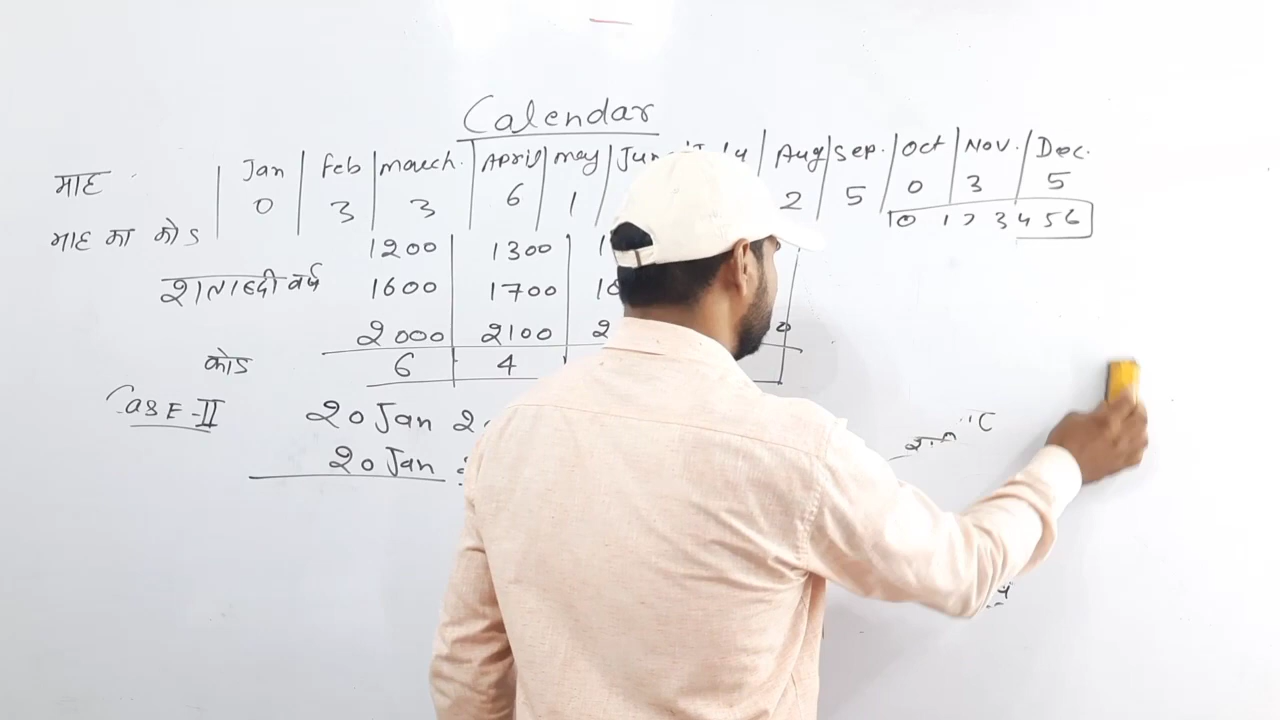 Calendar
माह Jan Feb march. April may Aug Sep. Oct Nov. Dec.
माह का कोड 0 3 3 6 1 2 5 0 3 5
0 1 2 3 4 5 6
1200 1300
शताब्दी वर्ष 1600 1700
2000 2100 2
कोड 6 4
CasE-II 20 Jan 2
20 Jan